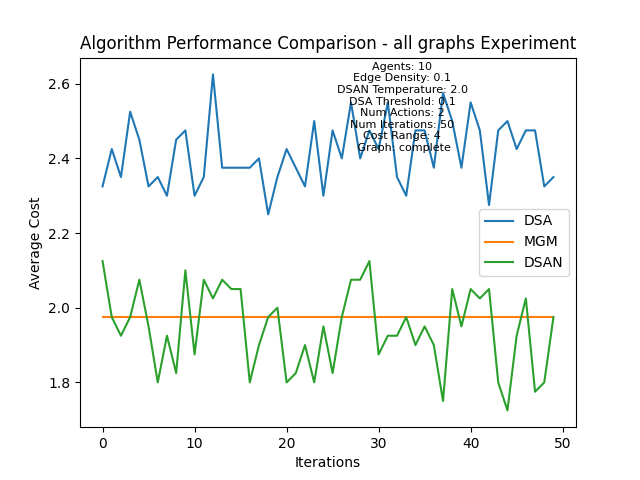 Algorithm Performance Comparison - all graphs Experiment
Agents: 10
Edge Density: 0.1
DSAN Temperature: 2.0
DSA Threshold: 0.1
Num Actions: 2
Num Iterations: 50
Cost Range: 4
Graph: complete
2.6
2.4
2.2
2.0
1.8
Average Cost
DSA
MGM
DSAN
0
10
20
30
40
50
Iterations